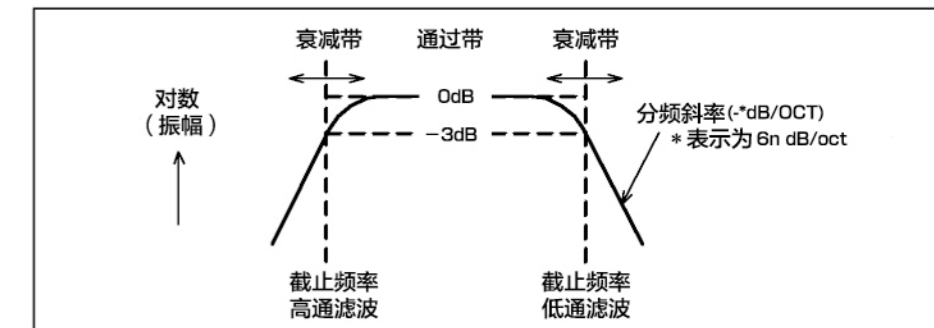 衰减带 通过带 衰减带
对数
（振幅）
0dB
－3dB
分频斜率(-*dB/OCT)
＊表示为 6n dB/oct
截止频率
高通滤波
截止频率
低通滤波